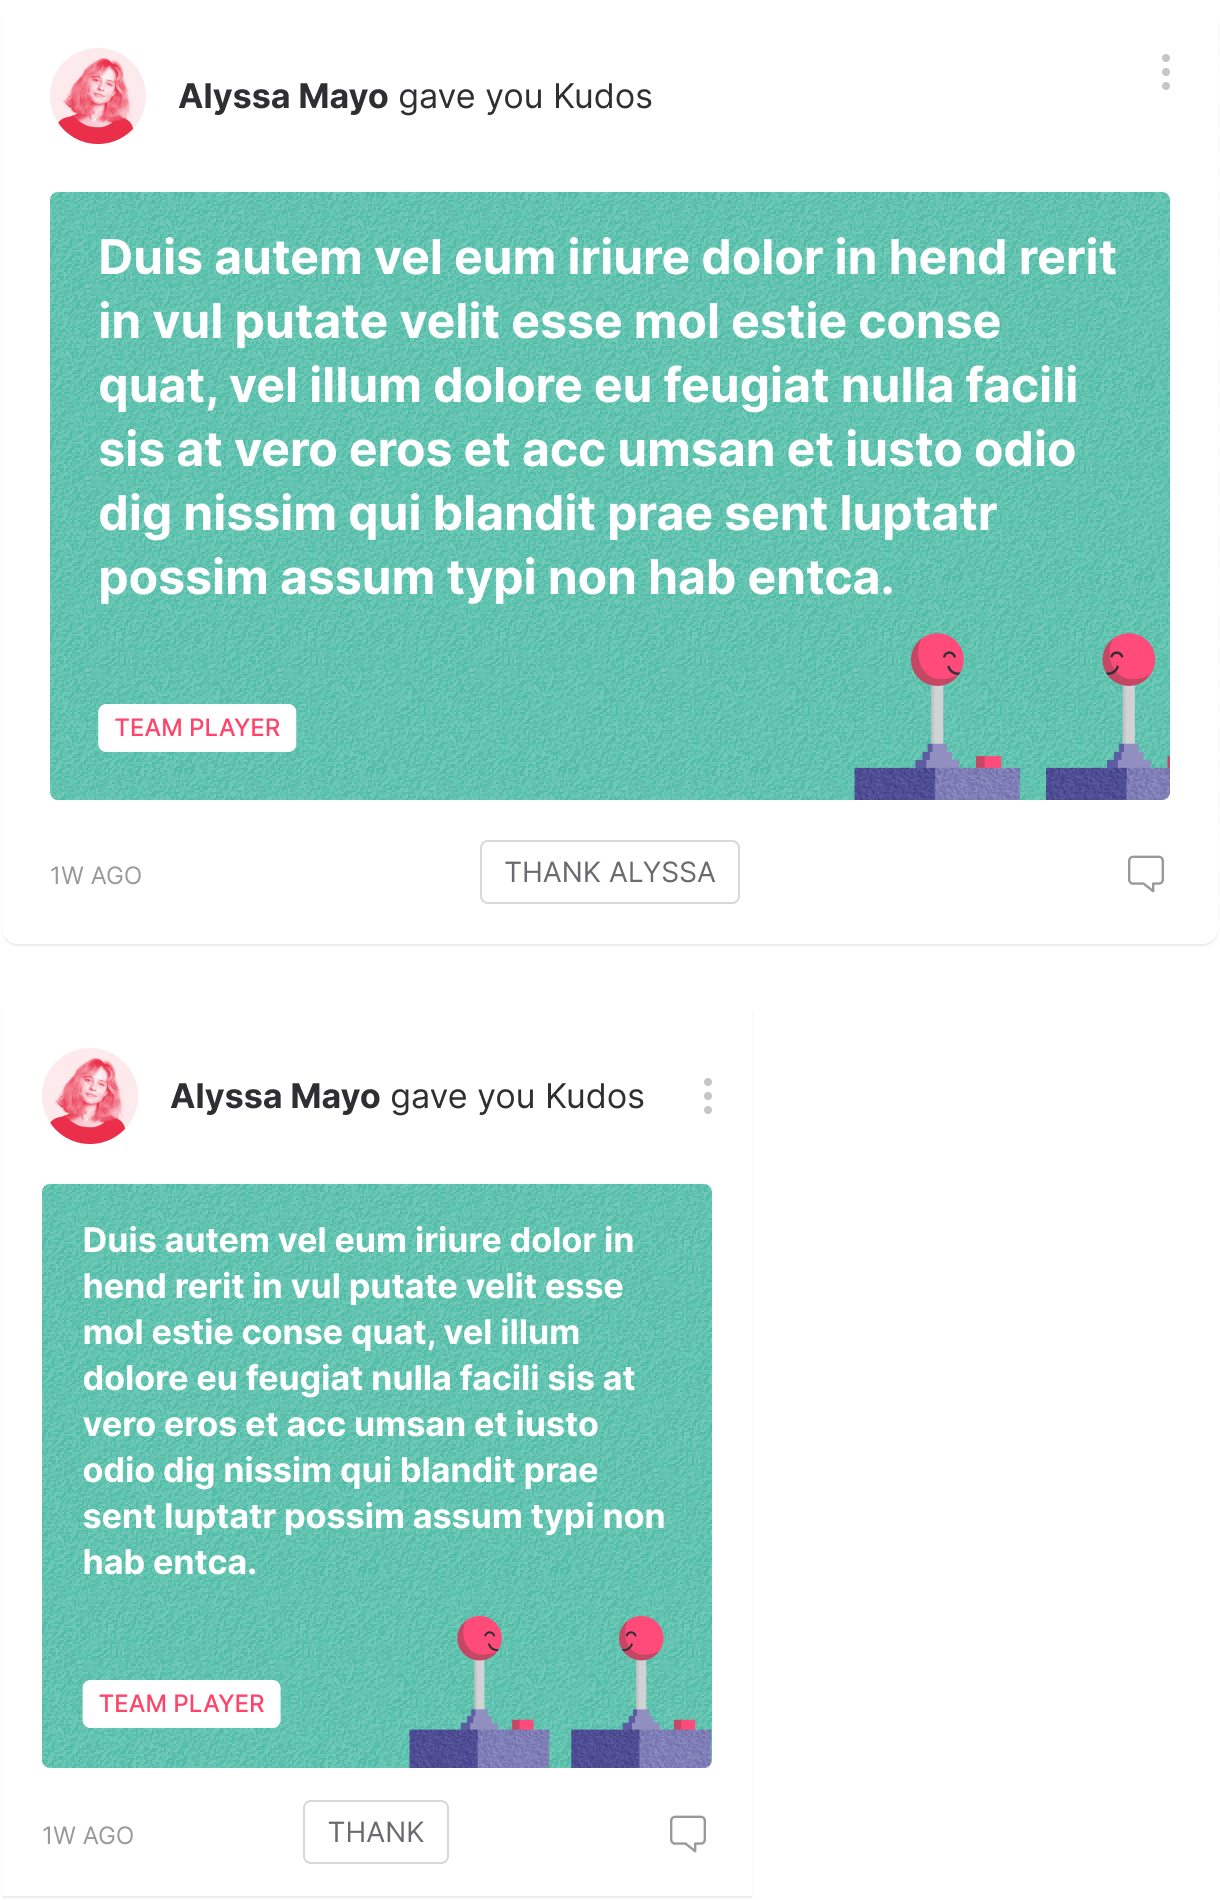 Alyssa Mayo gave you Kudos
Duis autem vel eum iriure dolor in hend rerit
in vul putate velit esse mol estie conse
quat, vel illum dolore eu feugiat nulla facili
sis at vero eros et acc umsan et iusto odio
dig nissim qui blandit prae sent luptatr
possim assum typi non hab entca.
TEAM PLAYER
1W AGO
THANK ALYSSA
Alyssa Mayo gave you Kudos
Duis autem vel eum iriure dolor in
hend rerit in vul putate velit esse
mol estie conse quat, vel illum
dolore eu feugiat nulla facili sis at
vero eros et acc umsan et iusto
odio dig nissim qui blandit prae
sent luptatr possim assum typi non
hab entca.
TEAM PLAYER
1W AGO
THANK